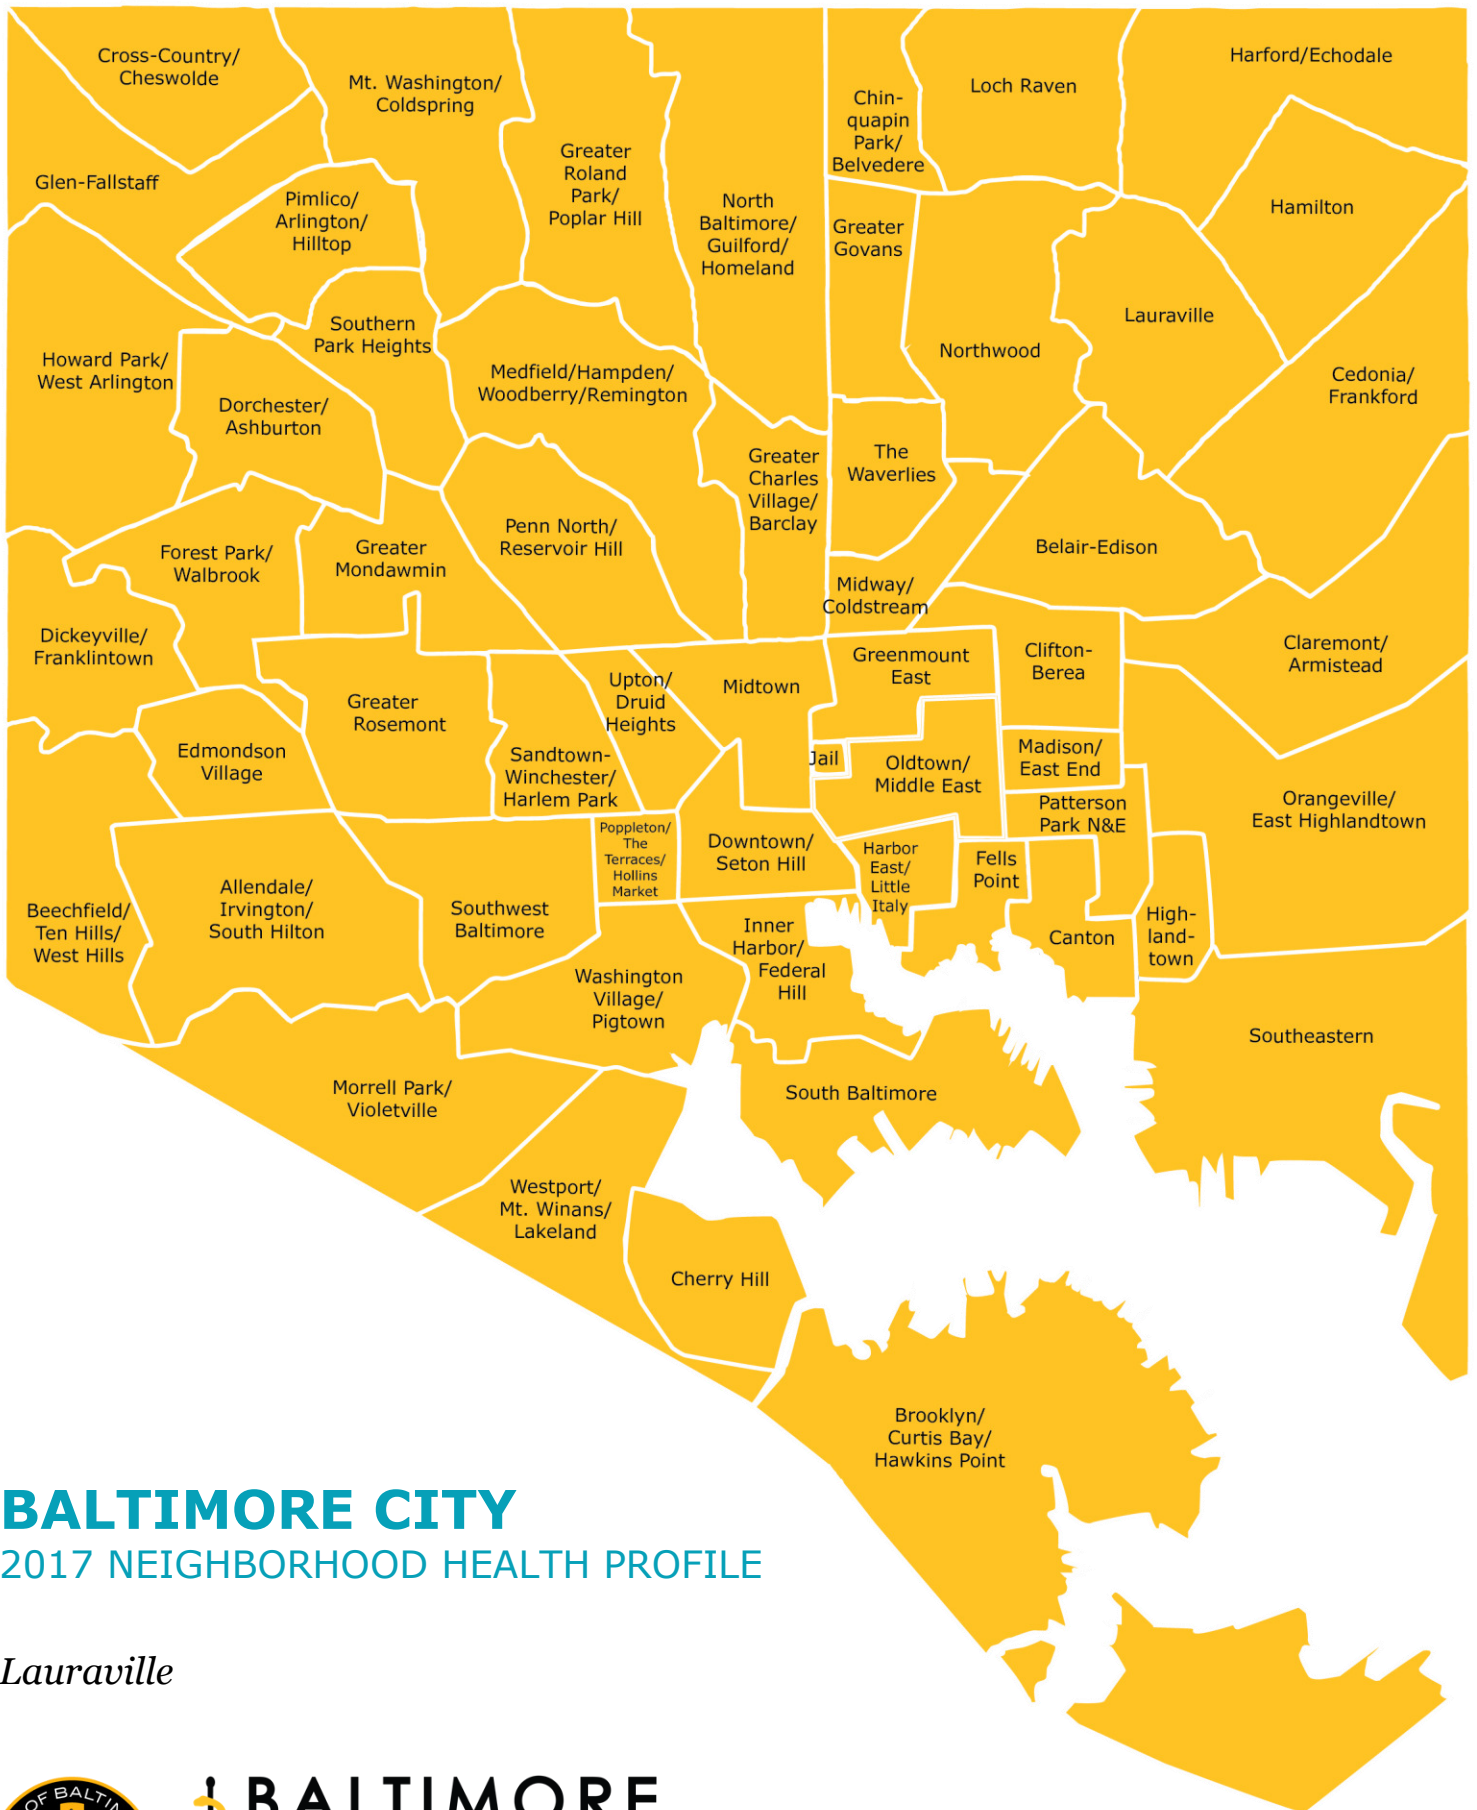 Cross-Country/
Cheswolde
Mt. Washington/
Coldspring
Harford/Echodale
Loch Raven
Chin-
quapin
Park/
Belvedere
Greater
Roland
Park/
Poplar Hill
Glen-Fallstaff
Pimlico/
Arlington/
Hilltop
North
Baltimore/
Guilford/
Homeland
Greater
Govans
Hamilton
Lauraville
Southern
Park Heights
Northwood
Howard Park/
West Arlington
Medfield/Hampden/
Woodberry/Remington
Cedonia/
Frankford
Dorchester/
Ashburton
Greater
Charles
Village/
Barclay
The
Waverlies
Penn North/
Reservoir Hill
Forest Park/
Walbrook
Greater
Mondawmin
Belair-Edison
Midway/
Coldstream
Dickeyville/
Franklintown
Greenmount
East
Clifton-
Berea
Claremont/
Armistead
Upton/
Druid
Heights
Midtown
Greater
Rosemont
Edmondson
Village
Sandtown-
Winchester/
Harlem Park
Jail
Oldtown/
Middle East
Madison/
East End
Patterson
Park N&E
Orangeville/
East Highlandtown
Poppleton/
The
Terraces/
Hollins
Market
Downtown/
Seton Hill
Harbor
East/
Little
Italy
Fells
Point
Allendale/
Irvington/
South Hilton
Beechfield/
Ten Hills/
West Hills
Southwest
Baltimore
Inner
Harbor/
Federal
Hill
Canton
High-
land-
town
Washington
Village/
Pigtown
Southeastern
Morrell Park/
Violetville
South Baltimore
Westport/
Mt. Winans/
Lakeland
Cherry Hill
Brooklyn/
Curtis Bay/
Hawkins Point
BALTIMORE CITY
2017 NEIGHBORHOOD HEALTH PROFILE
Lauraville
BALTIMORE